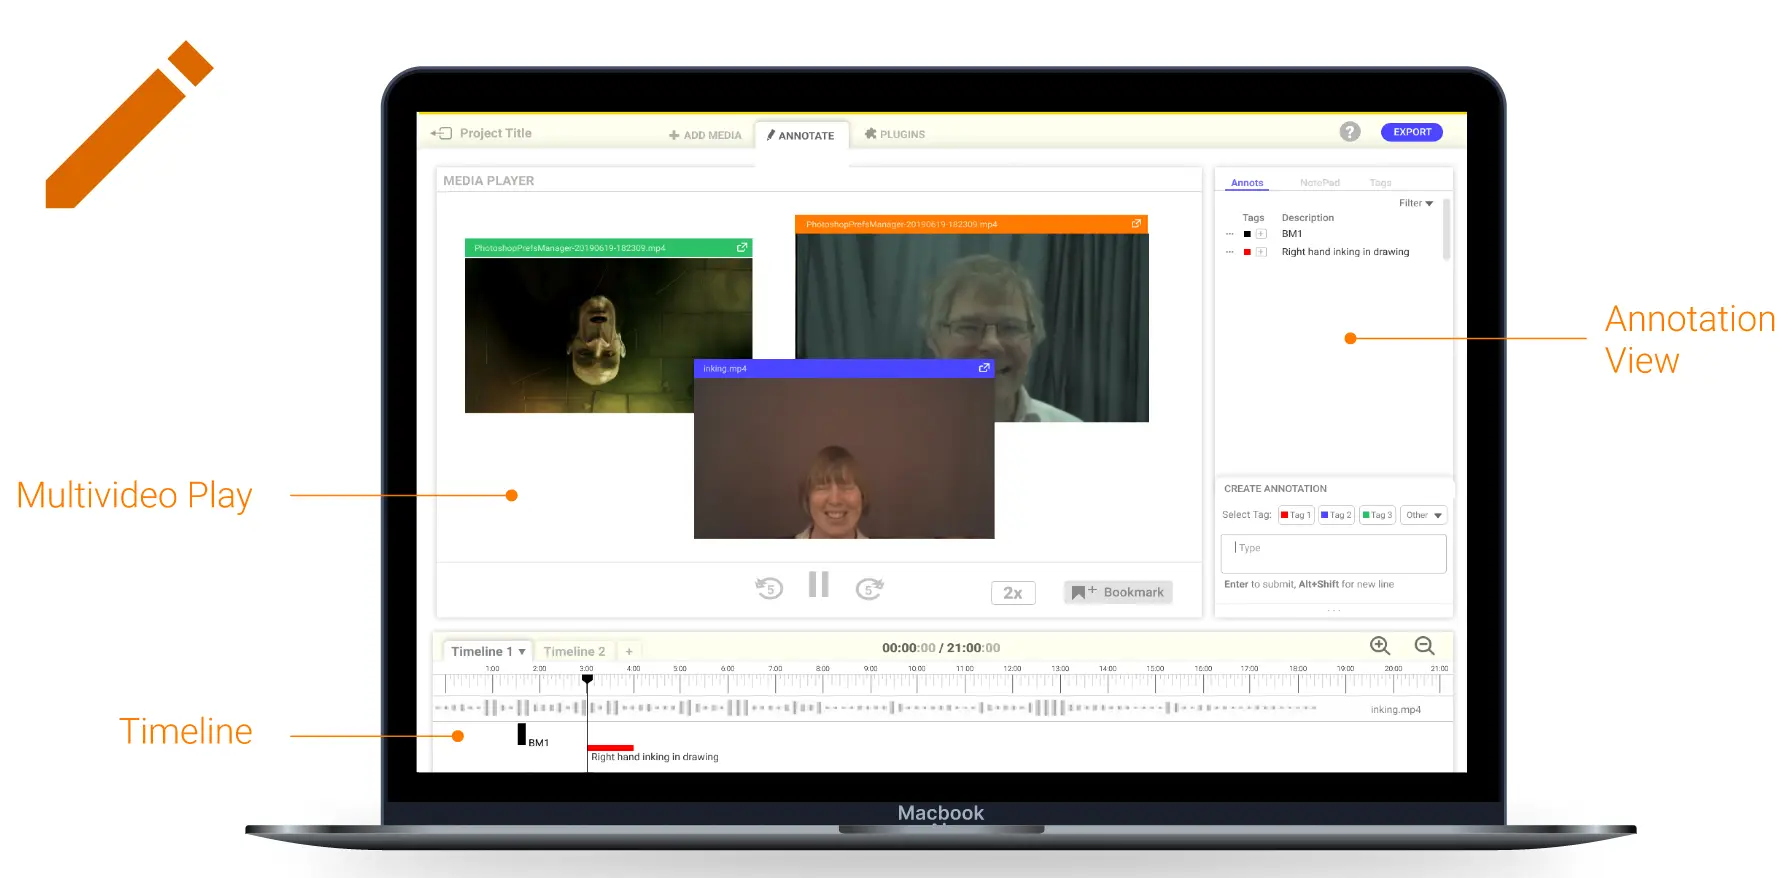 Project Title
ADD MEDIA
ANNOTATE
PLUGINS
?
EXPORT
MEDIA PLAYER
PhotoshopPrefsManager-20190619-182309.mp4
PhotoshopPrefsManager-20190619-182309.mp4
inking.mp4
Annots NotePad Tags
Filter
Tags Description
BM1
Right hand inking in drawing
Annotation
View
Multivideo Play
CREATE ANNOTATION
Select Tag: Tag 1 Tag 2 Tag 3 Other
Type
Enter to submit, Alt+Shift for new line
5 5 2x Bookmark
Timeline 1 Timeline 2 +
00:00:00 / 21:00:00
1:00 2:00 3:00 4:00 5:00 6:00 7:00 8:00 9:00 10:00 11:00 12:00 13:00 14:00 15:00 16:00 17:00 18:00 19:00 20:00 21:00
inking.mp4
Timeline
BM1
Right hand inking in drawing
Macbook